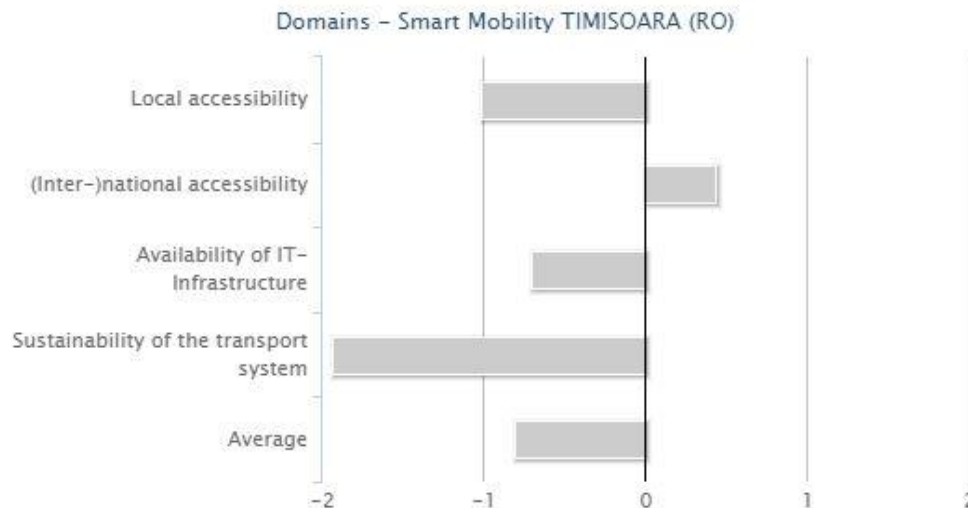 Domains – Smart Mobility TIMISOARA (RO)
Local accessibility
(Inter-)national accessibility
Availability of IT-
Infrastructure
Sustainability of the transport
system
Average
-2 -1 0 1 2